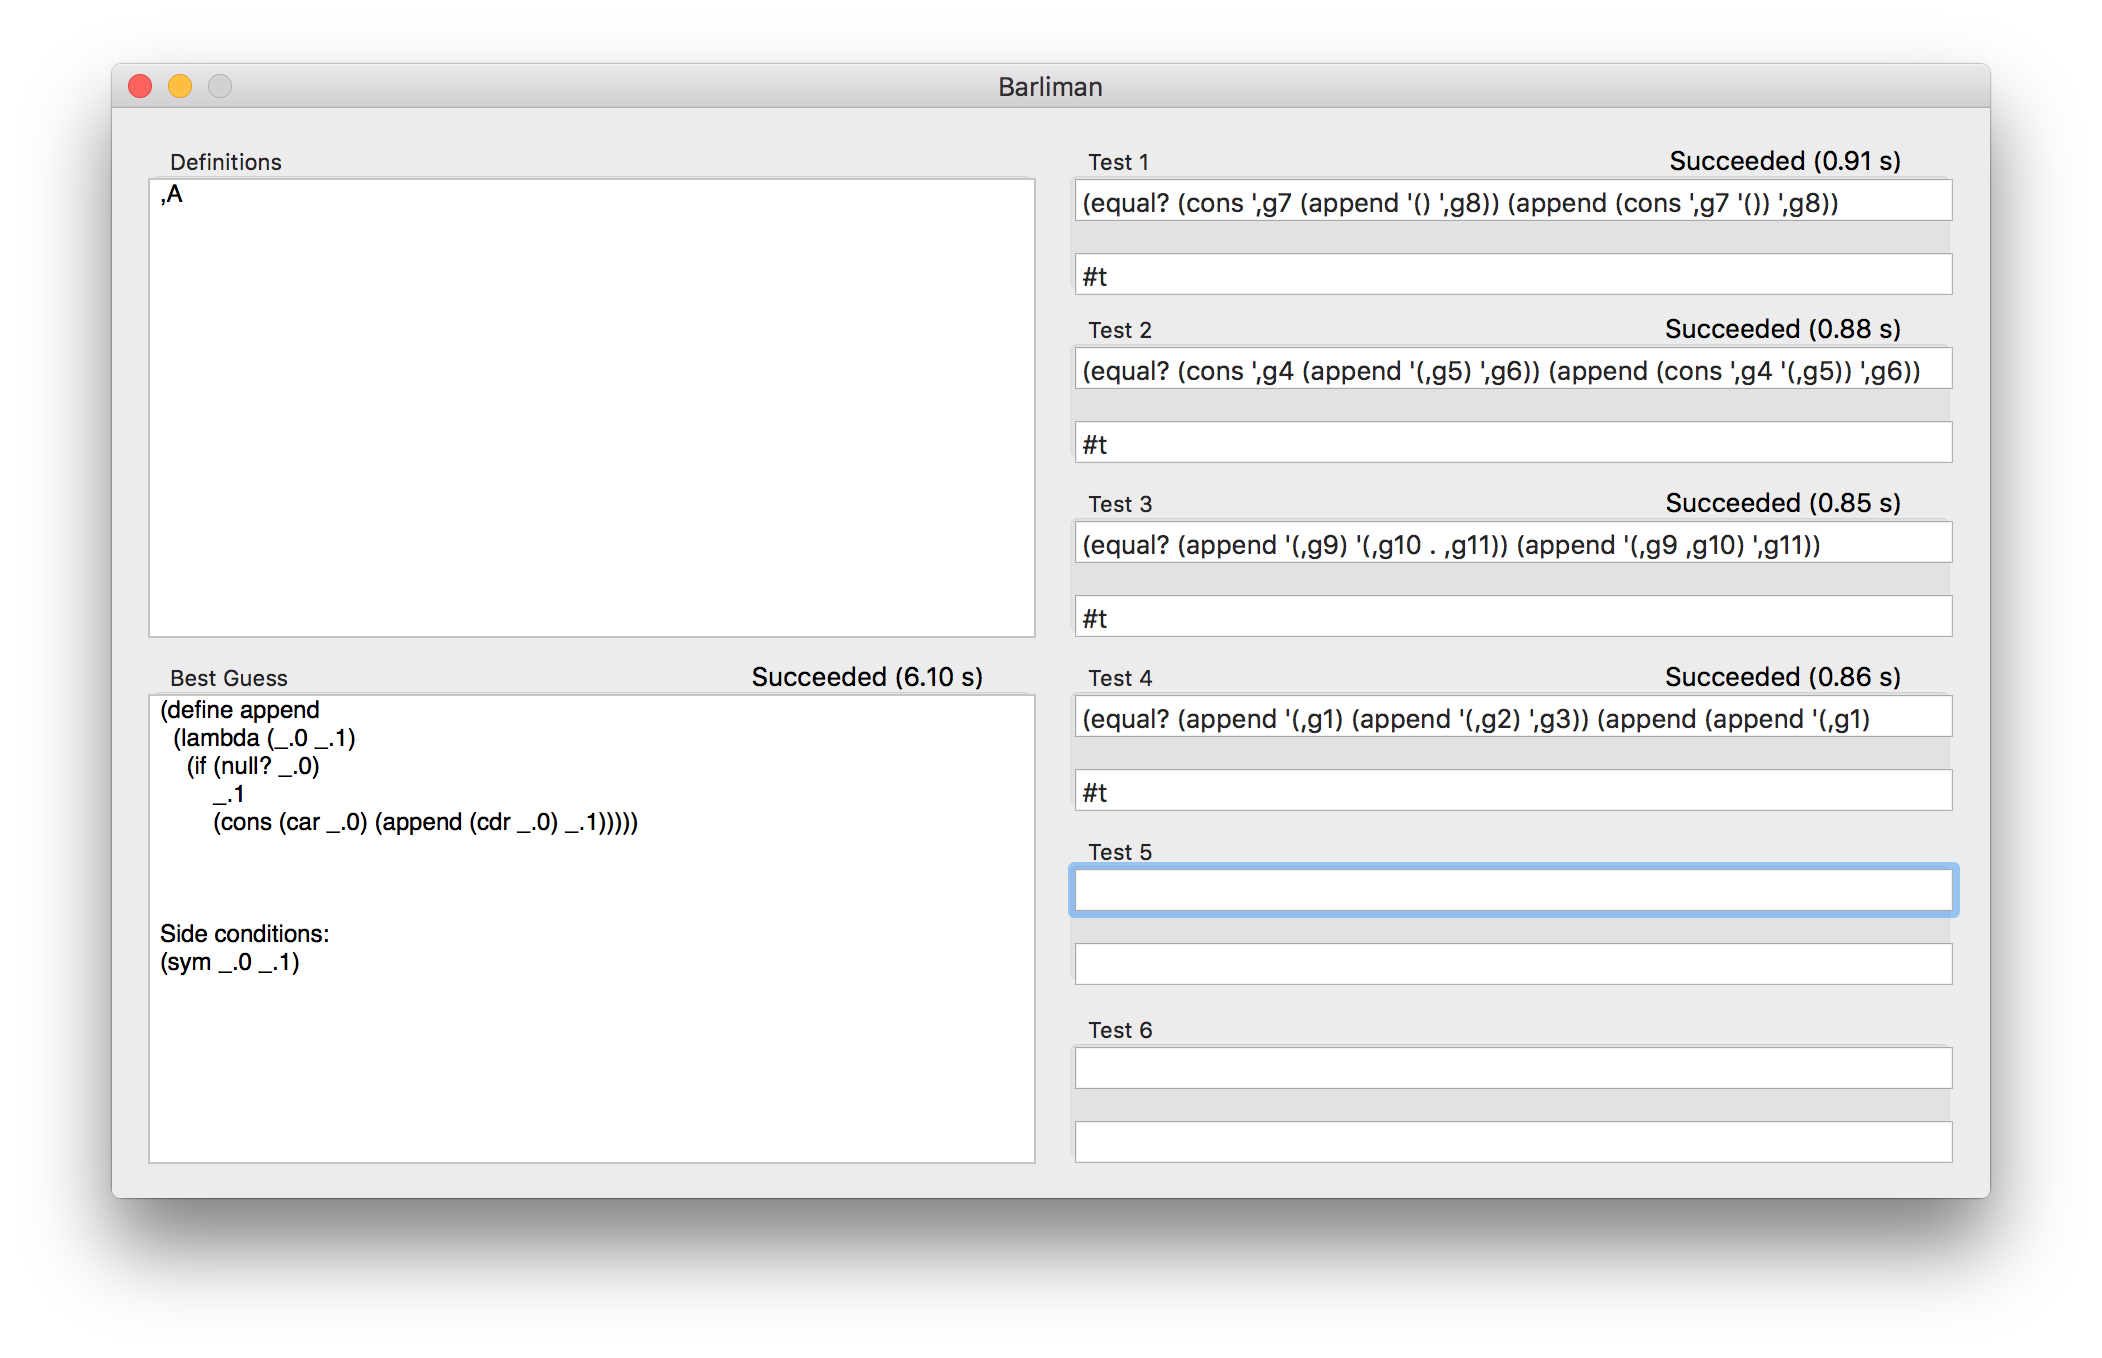 Barliman
Definitions
,A
Best Guess
Succeeded (6.10 s)
(define append
(lambda (_.0 _.1)
(if (null? _.0)
_.1
(cons (car _.0) (append (cdr _.0) _.1)))))
Side conditions:
(sym _.0 _.1)
Test 1
Succeeded (0.91 s)
(equal? (cons ',g7 (append '() ',g8)) (append (cons ',g7 '()) ',g8))
#t
Test 2
Succeeded (0.88 s)
(equal? (cons ',g4 (append '(,g5) ',g6)) (append (cons ',g4 '(,g5)) ',g6))
#t
Test 3
Succeeded (0.85 s)
(equal? (append '(,g9) '(,g10 . ,g11)) (append '(,g9 ,g10) ',g11))
#t
Test 4
Succeeded (0.86 s)
(equal? (append '(,g1) (append '(,g2) ',g3)) (append (append '(,g1)
#t
Test 5
Test 6